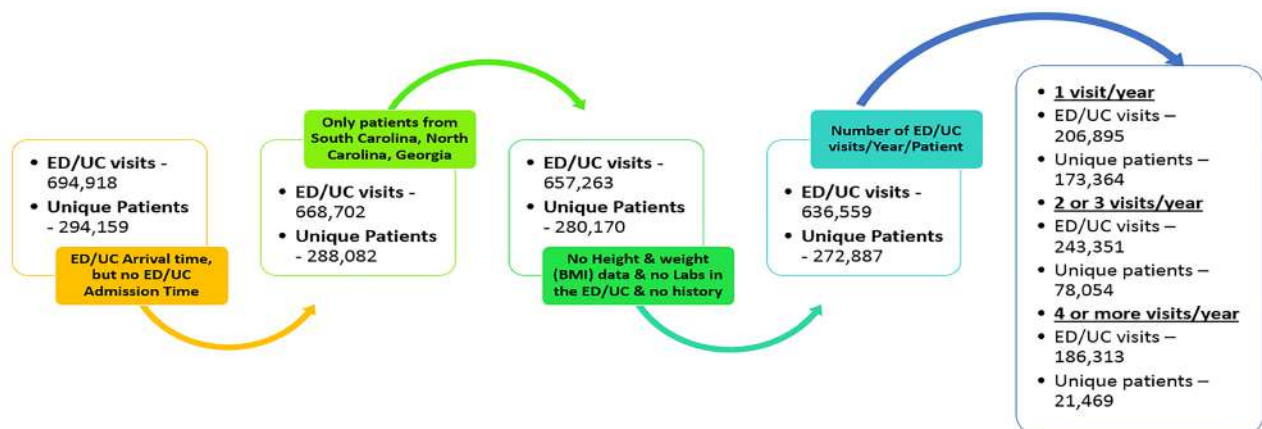 • ED/UC visits -
694,918
• Unique Patients
- 294,159
ED/UC Arrival time,
but no ED/UC
Admission Time
Only patients from
South Carolina, North
Carolina, Georgia
• ED/UC visits -
668,702
• Unique Patients
- 288,082
• ED/UC visits -
657,263
• Unique Patients
- 280,170
No Height & weight
(BMI) data & no Labs in
the ED/UC & no history
Number of ED/UC
visits/Year/Patient
• ED/UC visits -
636,559
• Unique Patients
- 272,887
• 1 visit/year
• ED/UC visits –
206,895
• Unique patients –
173,364
• 2 or 3 visits/year
• ED/UC visits –
243,351
• Unique patients –
78,054
• 4 or more visits/year
• ED/UC visits –
186,313
• Unique patients –
21,469